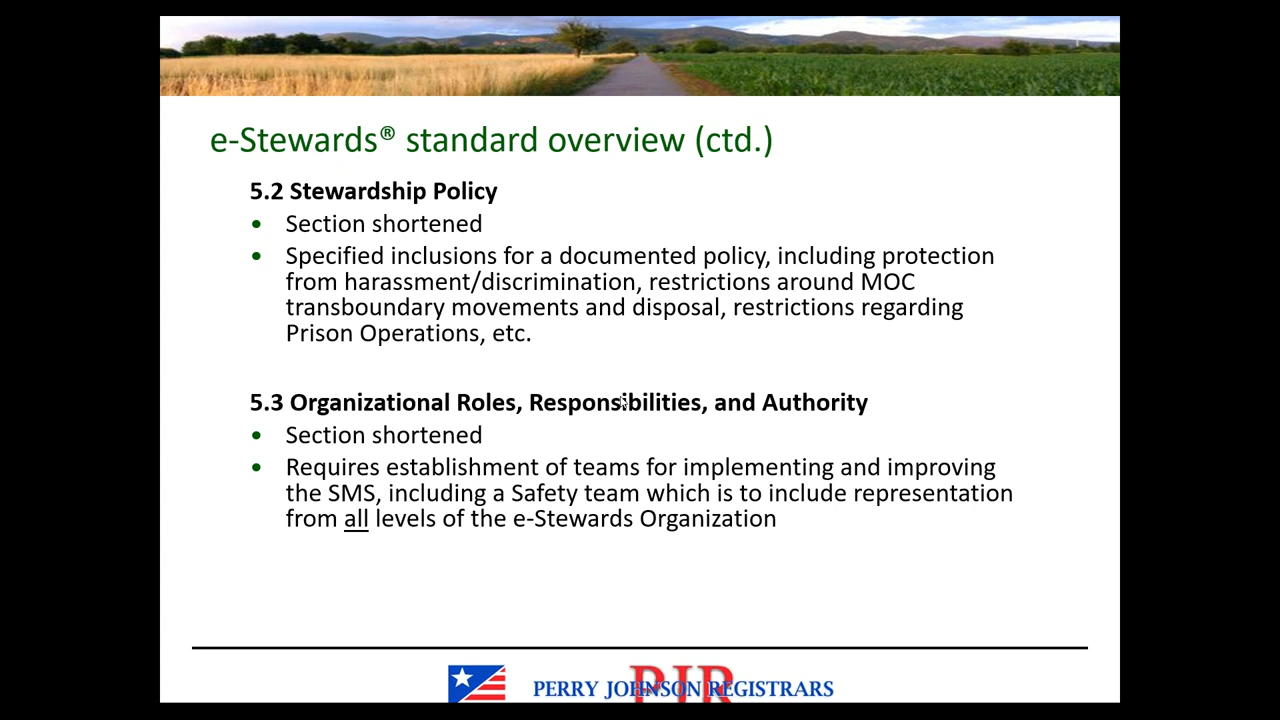 e-Stewards® standard overview (ctd.)
5.2 Stewardship Policy
• Section shortened
• Specified inclusions for a documented policy, including protection
from harassment/discrimination, restrictions around MOC
transboundary movements and disposal, restrictions regarding
Prison Operations, etc.
5.3 Organizational Roles, Responsibilities, and Authority
• Section shortened
• Requires establishment of teams for implementing and improving
the SMS, including a Safety team which is to include representation
from all levels of the e-Stewards Organization
PJR
PERRY JOHNSON REGISTRARS